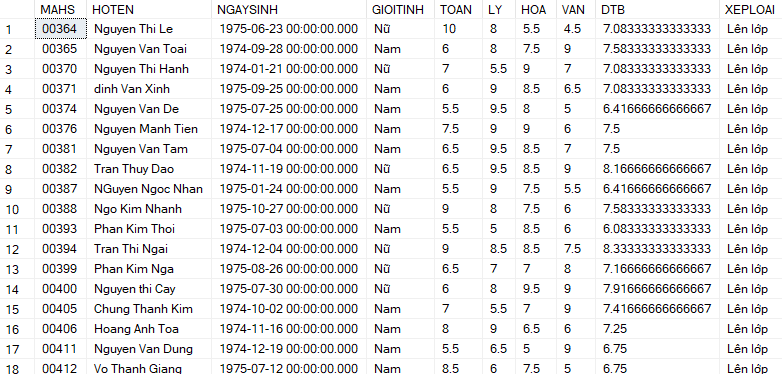 MAHS HOTEN NGAYSINH GIOITINH TOAN LY HOA VAN DTB XEPLOAI
1 00364 Nguyen Thi Le 1975-06-23 00:00:00.000 Nữ 10 8 5.5 4.5 7.08333333333333 Lên lớp
2 00365 Nguyen Van Toai 1974-09-28 00:00:00.000 Nam 6 8 7.5 9 7.58333333333333 Lên lớp
3 00370 Nguyen Thi Hanh 1974-01-21 00:00:00.000 Nữ 7 5.5 9 7 7.08333333333333 Lên lớp
4 00371 dinh Van Xinh 1975-09-25 00:00:00.000 Nam 6 9 8.5 6.5 7.08333333333333 Lên lớp
5 00374 Nguyen Van De 1975-07-25 00:00:00.000 Nam 5.5 9.5 8 5 6.41666666666667 Lên lớp
6 00376 Nguyen Manh Tien 1974-12-17 00:00:00.000 Nam 7.5 9 9 6 7.5 Lên lớp
7 00381 Nguyen Van Tam 1975-07-04 00:00:00.000 Nam 6.5 9.5 8.5 7 7.5 Lên lớp
8 00382 Tran Thuy Dao 1974-11-19 00:00:00.000 Nữ 6.5 9.5 8.5 9 8.16666666666667 Lên lớp
9 00387 NGuyen Ngoc Nhan 1975-01-24 00:00:00.000 Nam 5.5 9 7.5 5.5 6.41666666666667 Lên lớp
10 00388 Ngo Kim Nhanh 1975-10-27 00:00:00.000 Nữ 9 8 7.5 6 7.58333333333333 Lên lớp
11 00393 Phan Kim Thoi 1975-07-03 00:00:00.000 Nam 5.5 5 8.5 6 6.08333333333333 Lên lớp
12 00394 Tran Thi Ngai 1974-12-04 00:00:00.000 Nữ 9 8.5 8.5 7.5 8.33333333333333 Lên lớp
13 00399 Phan Kim Nga 1975-08-26 00:00:00.000 Nữ 6.5 7 7 8 7.16666666666667 Lên lớp
14 00400 Nguyen thi Cay 1975-07-30 00:00:00.000 Nữ 6 8 9.5 9 7.91666666666667 Lên lớp
15 00405 Chung Thanh Kim 1974-10-02 00:00:00.000 Nam 7 5.5 7 9 7.41666666666667 Lên lớp
16 00406 Hoang Anh Toa 1974-11-16 00:00:00.000 Nam 8 9 6.5 6 7.25 Lên lớp
17 00411 Nguyen Van Dung 1974-12-19 00:00:00.000 Nam 5.5 6.5 5 9 6.75 Lên lớp
18 00412 Vo Thanh Giang 1975-07-12 00:00:00.000 Nam 8.5 6 7.5 5 6.75 Lên lớp